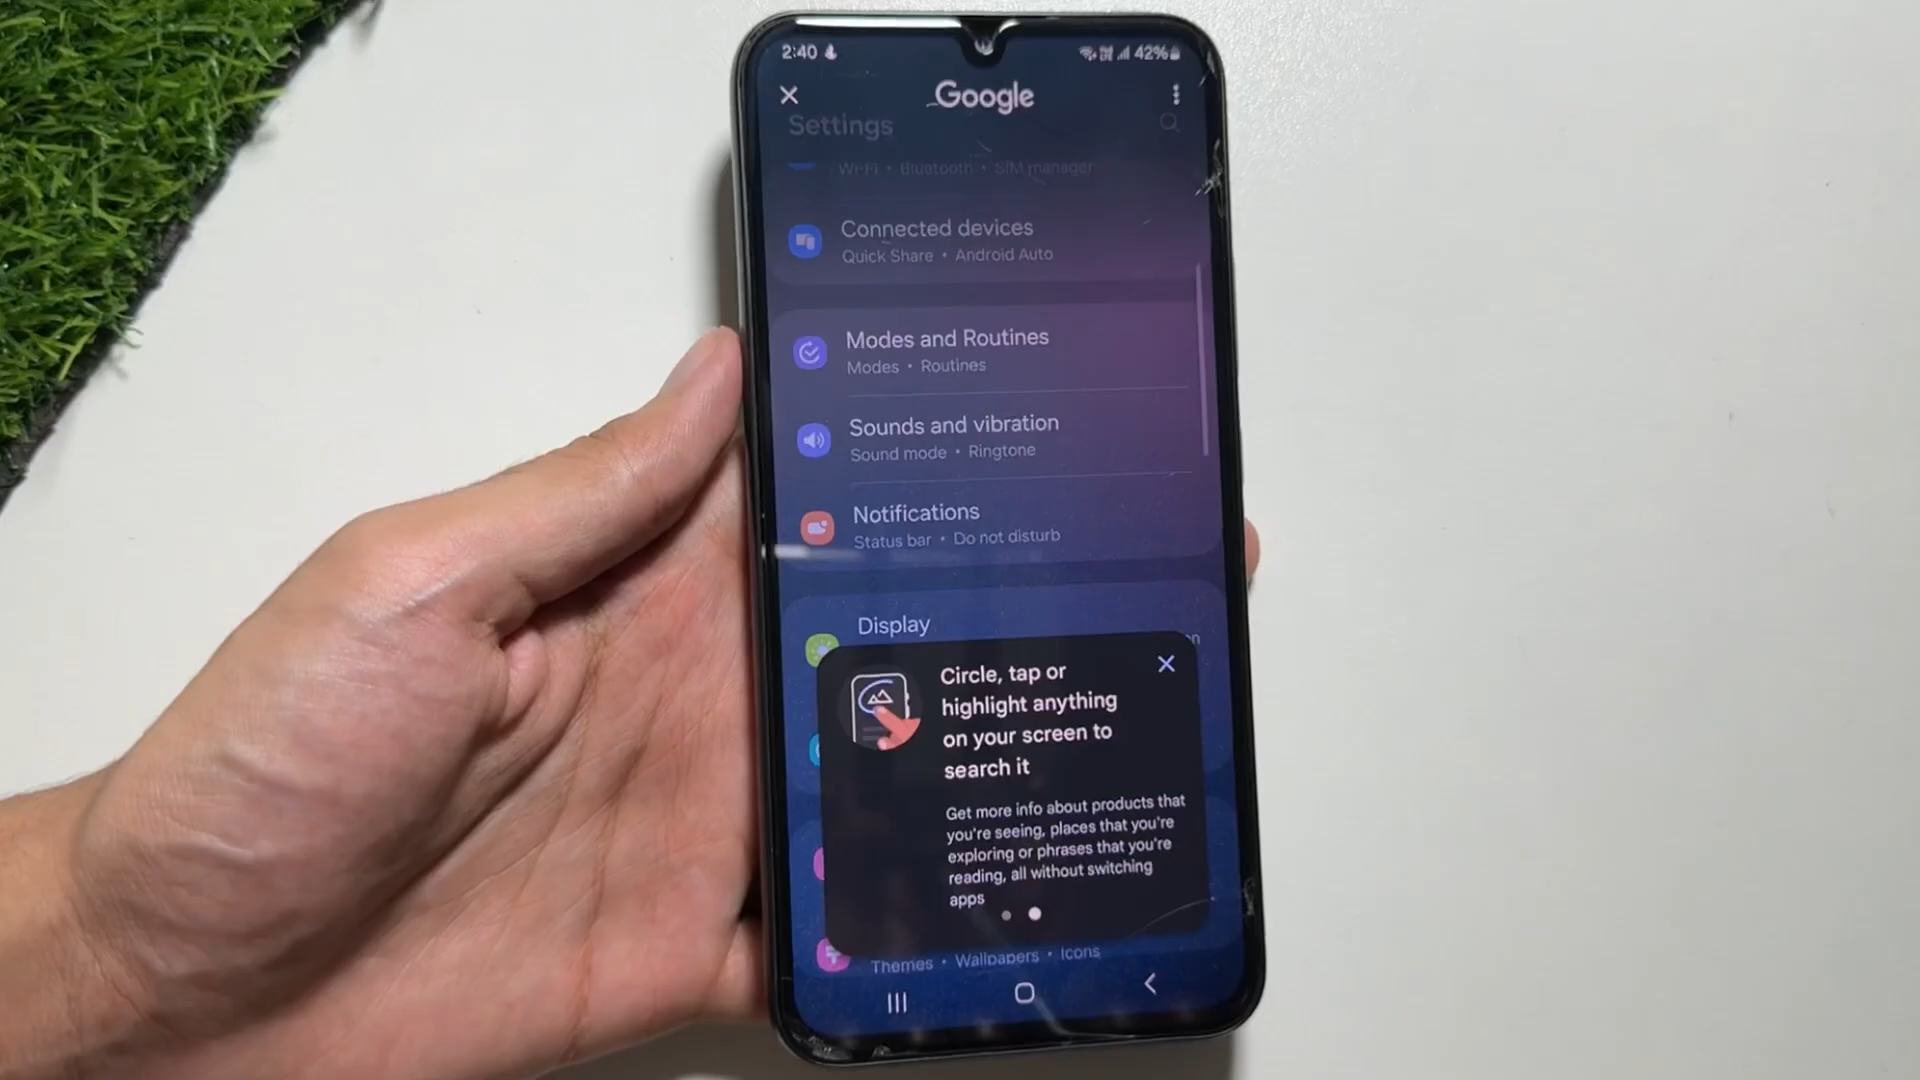 2:40 42%
Google
Settings
Wi-Fi • Bluetooth • SIM manager
Connected devices
Quick Share • Android Auto
Modes and Routines
Modes • Routines
Sounds and vibration
Sound mode • Ringtone
Notifications
Status bar • Do not disturb
Display
on
Circle, tap or
highlight anything
on your screen to
search it
Get more info about products that
you're seeing, places that you're
exploring or phrases that you're
reading, all without switching
apps
Themes • Wallpapers • Icons